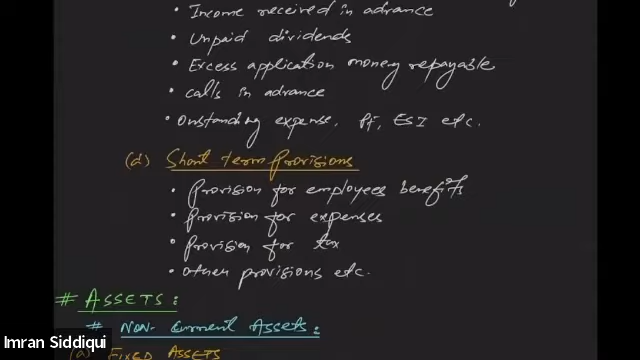 • Income received in advance
• Unpaid dividends
• Excess application money repayable
• calls in advance
• Outstanding expense, Pf, ESI etc.
(d) Short term Provisions
• Provision for employees benefits
• Provision for expenses
• Provision for tax
• Other provisions etc.
# ASSETS:
# Non-Current Assets:
Imran Siddiqui
(a) FIXED ASSETS